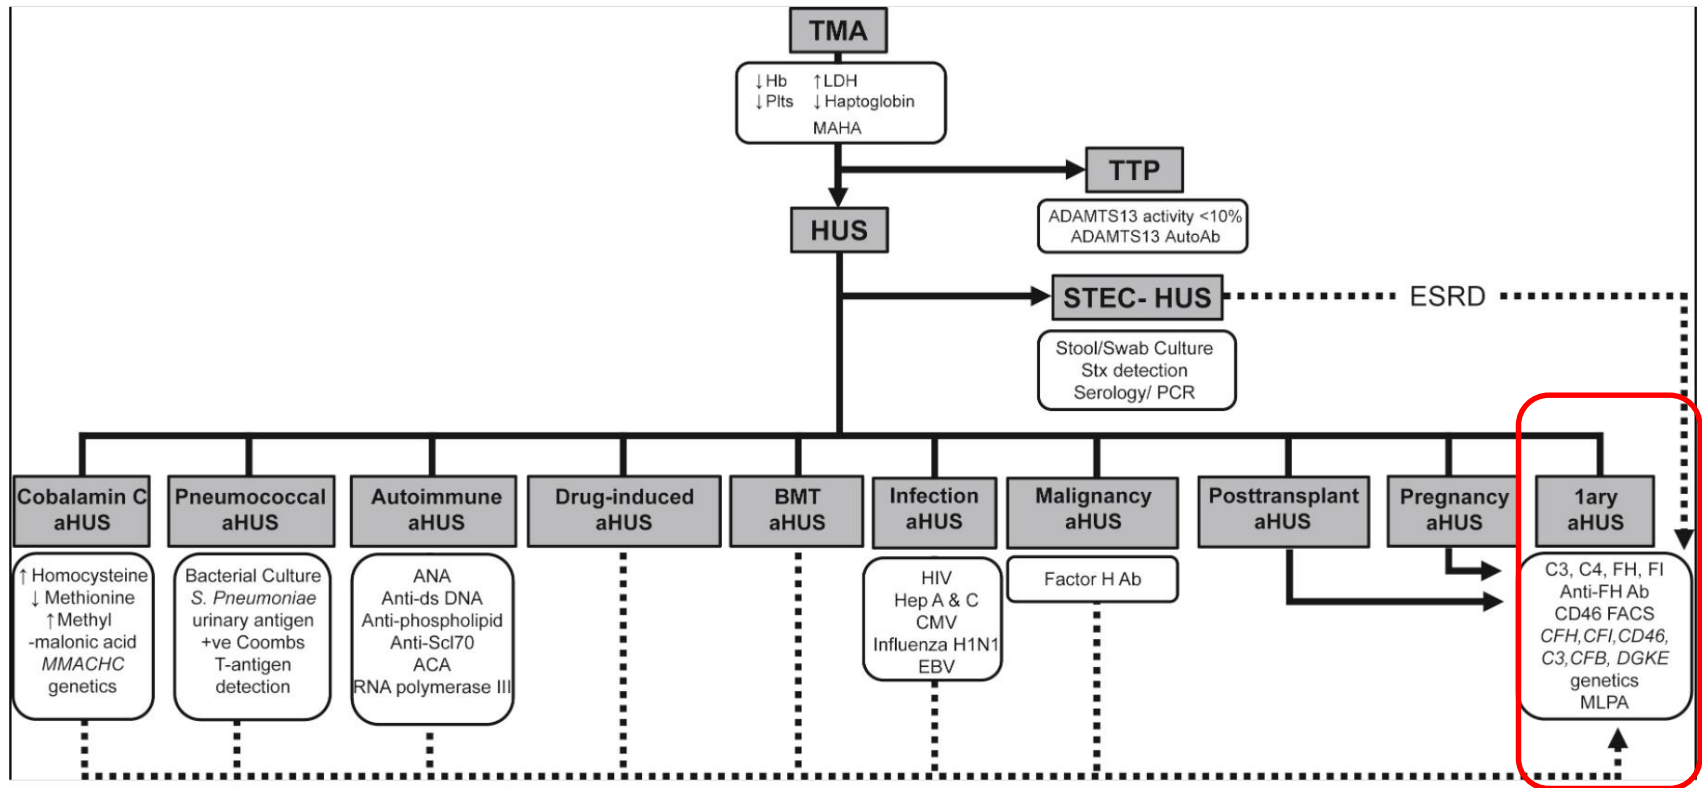 TMA
↓Hb ↑LDH
↓Plts ↓Haptoglobin
MAHA
TTP
ADAMTS13 activity <10%
ADAMTS13 AutoAb
HUS
STEC- HUS
ESRD
Stool/Swab Culture
Stx detection
Serology/ PCR
Cobalamin C
aHUS
↑Homocysteine
↓ Methionine
↑Methyl
-malonic acid
MMACHC
genetics
Pneumococcal
aHUS
Bacterial Culture
S. Pneumoniae
urinary antigen
+ve Coombs
T-antigen
detection
Autoimmune
aHUS
ANA
Anti-ds DNA
Anti-phospholipid
Anti-Scl70
ACA
RNA polymerase III
Drug-induced
aHUS
BMT
aHUS
Infection
aHUS
HIV
Hep A & C
CMV
Influenza H1N1
EBV
Malignancy
aHUS
Factor H Ab
Posttransplant
aHUS
Pregnancy
aHUS
1ary
aHUS
C3, C4, FH, FI
Anti-FH Ab
CD46 FACS
CFH,CFI,CD46,
C3,CFB, DGKE
genetics
MLPA